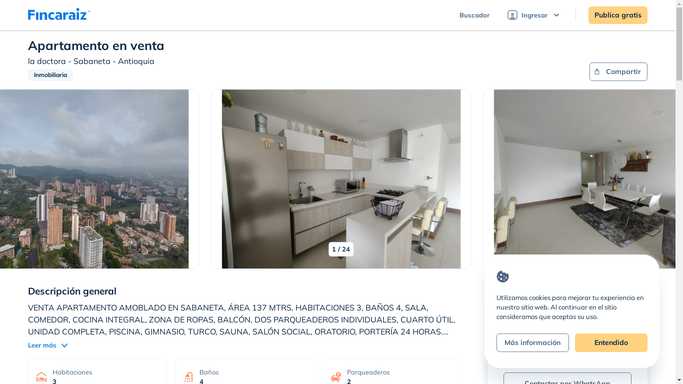 Fincaraiz
Buscador
Ingresar
Publica gratis
Apartamento en venta
la doctora - Sabaneta - Antioquia
Inmobiliaria
Compartir
1 / 24
Descripción general
VENTA APARTAMENTO AMOBLADO EN SABANETA, ÁREA 137 MTRS, HABITACIONES 3, BAÑOS 4, SALA,
COMEDOR, COCINA INTEGRAL, ZONA DE ROPAS, BALCÓN, DOS PARQUEADEROS INDIVIDUALES, CUARTO ÚTIL,
UNIDAD COMPLETA, PISCINA, GIMNASIO, TURCO, SAUNA, SALÓN SOCIAL, ORATORIO, PORTERÍA 24 HORAS....
Leer más
Habitaciones
3
Baños
4
Parqueaderos
2
Utilizamos cookies para mejorar tu experiencia en
nuestro sitio web. Al continuar en el sitio
consideramos que aceptas su uso.
Más información
Entendido
Contactar por WhatsApp